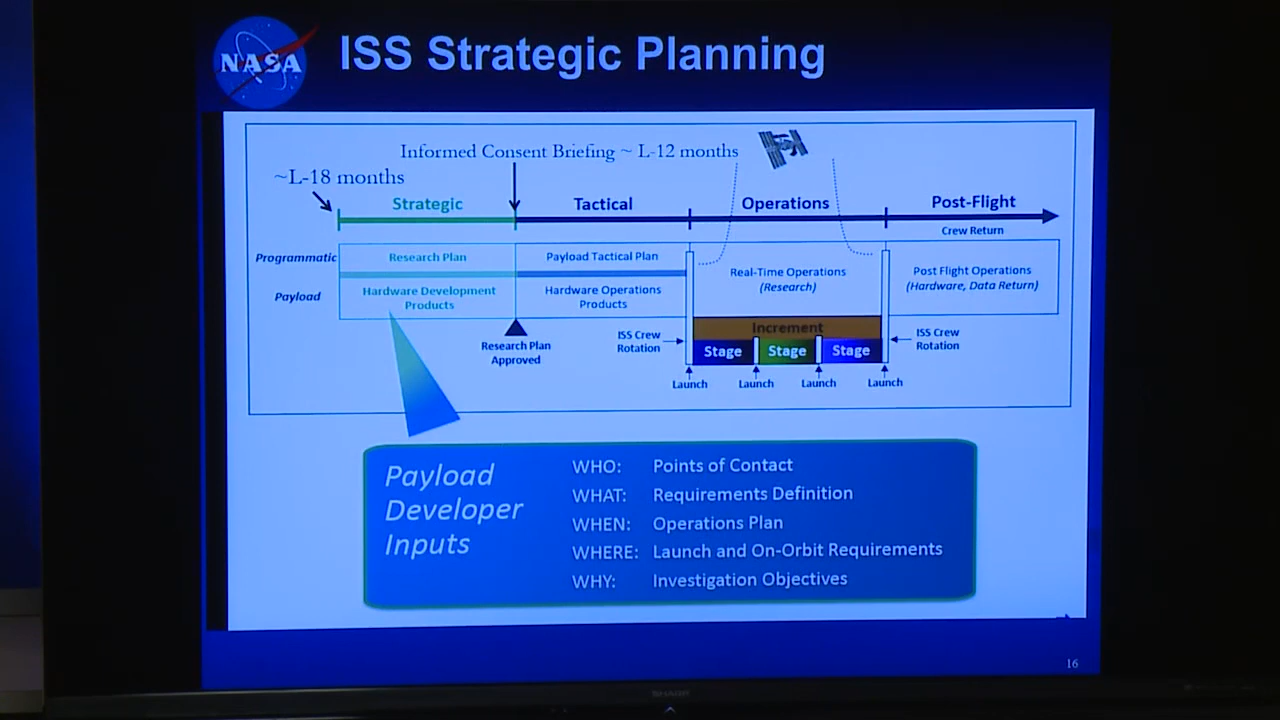 NASA
ISS Strategic Planning
Informed Consent Briefing ~ L-12 months
~L-18 months
Strategic
Tactical
Operations
Post-Flight
Crew Return
Programmatic
Research Plan
Payload Tactical Plan
Real-Time Operations
(Research)
Post Flight Operations
(Hardware, Data Return)
Payload
Hardware Development
Products
Hardware Operations
Products
Increment
Research Plan
Approved
ISS Crew
Rotation
Stage
Stage
Stage
ISS Crew
Rotation
Launch
Launch
Launch
Launch
Payload
Developer
Inputs
WHO: Points of Contact
WHAT: Requirements Definition
WHEN: Operations Plan
WHERE: Launch and On-Orbit Requirements
WHY: Investigation Objectives
16
SHARP